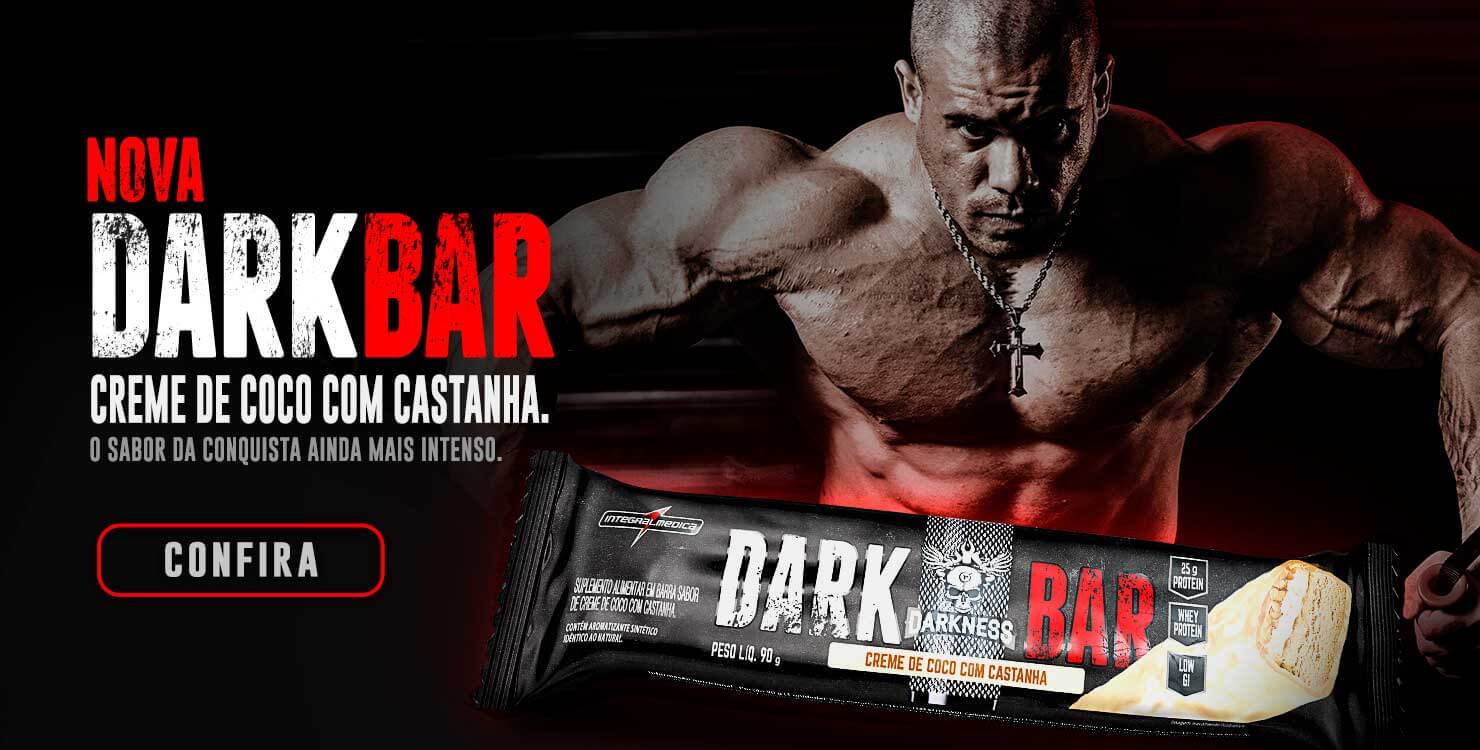 NOVA
DARKBAR
CREME DE COCO COM CASTANHA.
O SABOR DA CONQUISTA AINDA MAIS INTENSO.
CONFIRA
INTEGRALMEDICA
SUPLEMENTO ALIMENTAR EM BARRA SABOR
DE CREME DE COCO COM CASTANHA.
CONTÉM AROMATIZANTE SINTÉTICO
IDÊNTICO AO NATURAL.
PESO LÍQ. 90 g
DARK
DARKNESS
BAR
CREME DE COCO COM CASTANHA
25 g
PROTEIN
WHEY
PROTEIN
LOW
GI